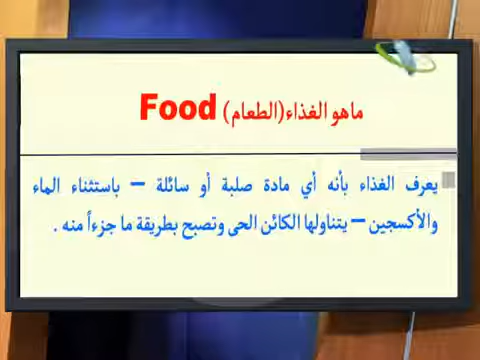 ماهو الغذاء(الطعام) Food
يعرف الغذاء بأنه أي مادة صلبة أو سائلة – باستثناء الماء
والأكسجين – يتناولها الكائن الحى وتصبح بطريقة ما جزءاً منه .